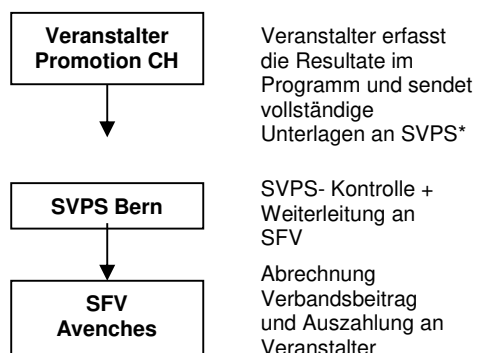 Veranstalter
Promotion CH
Veranstalter erfasst
die Resultate im
Programm und sendet
vollständige
Unterlagen an SVPS*
SVPS Bern
SVPS- Kontrolle +
Weiterleitung an
SFV
SFV
Avenches
Abrechnung
Verbandsbeitrag
und Auszahlung an
Veranstalter